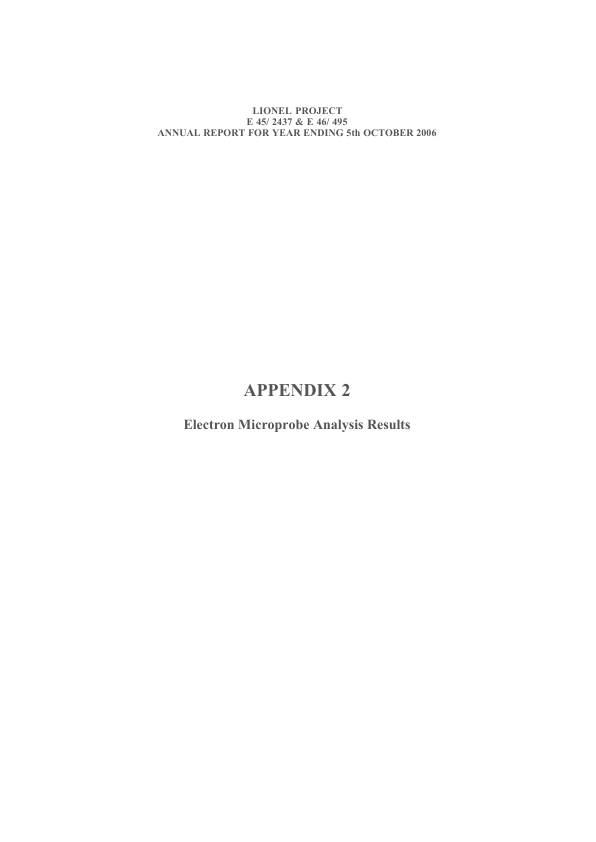 LIONEL PROJECT
E 45/ 2437 & E 46/ 495
ANNUAL REPORT FOR YEAR ENDING 5th OCTOBER 2006
APPENDIX 2
Electron Microprobe Analysis Results